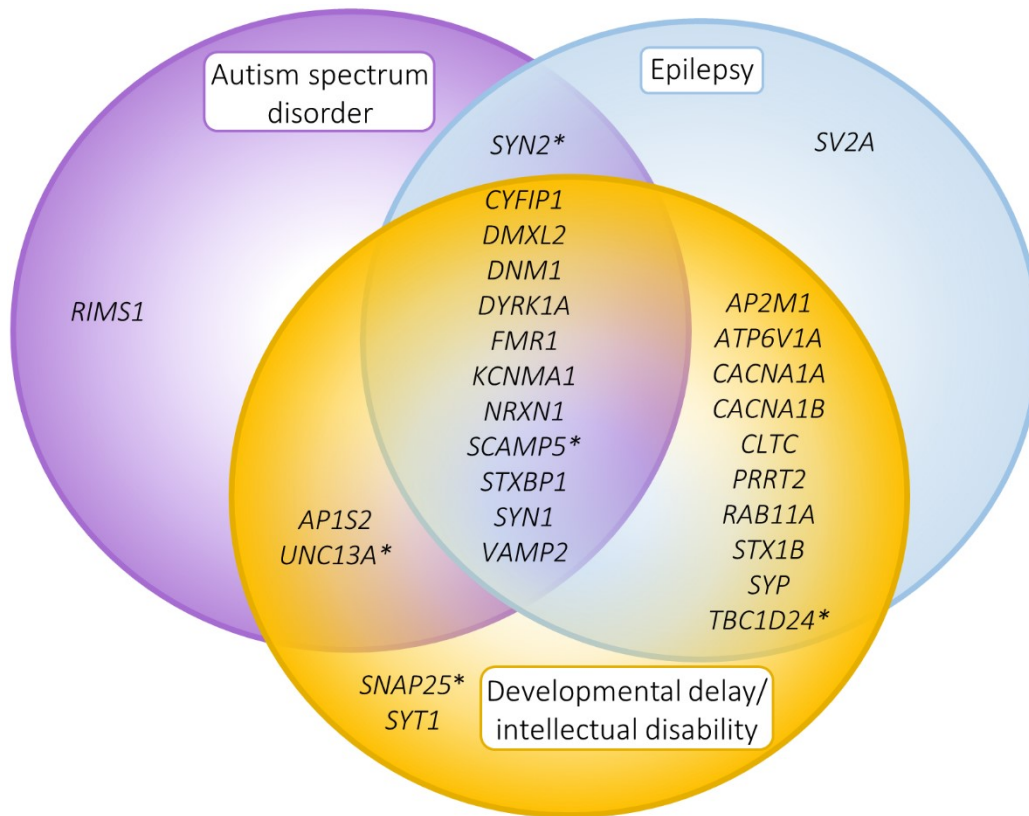 Autism spectrum
disorder
Epilepsy
SYN2*
SV2A
CYFIP1
DMXL2
DNM1
DYRK1A
FMR1
KCNMA1
NRXN1
SCAMP5*
STXBP1
SYN1
VAMP2
RIMS1
AP2M1
ATP6V1A
CACNA1A
CACNA1B
CLTC
PRRT2
RAB11A
STX1B
SYP
TBC1D24*
AP1S2
UNC13A*
SNAP25*
SYT1
Developmental delay/
intellectual disability